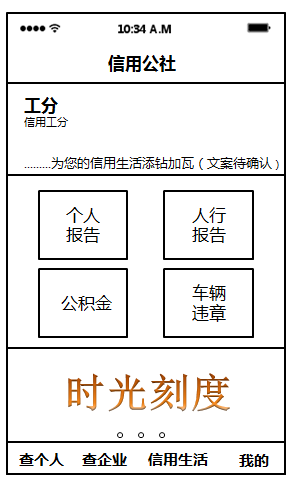 10:34 A.M
信用公社
工分
信用工分
.........为您的信用生活添钻加瓦（文案待确认）
个人
报告
人行
报告
公积金
车辆
违章
时光刻度
查个人 查企业 信用生活 我的